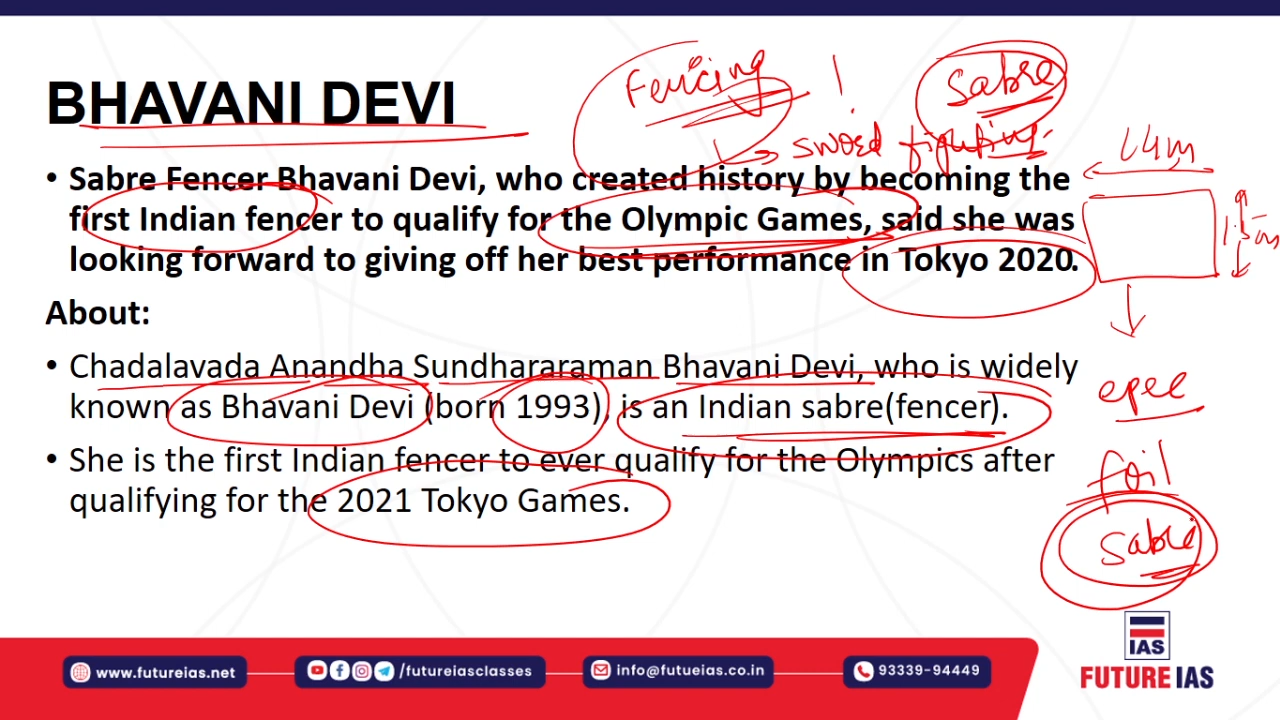 BHAVANI DEVI
Fencing !
Sabre
→ sword fighting.
14m
1.5m
• Sabre Fencer Bhavani Devi, who created history by becoming the
first Indian fencer to qualify for the Olympic Games, said she was
looking forward to giving off her best performance in Tokyo 2020.
About:
• Chadalavada Anandha Sundhararaman Bhavani Devi, who is widely
known as Bhavani Devi (born 1993), is an Indian sabre(fencer).
• She is the first Indian fencer to ever qualify for the Olympics after
qualifying for the 2021 Tokyo Games.
epee
foil
Sabre
IAS
FUTURE IAS
www.futureias.net
/futureiasclasses
info@futueias.co.in
93339-94449